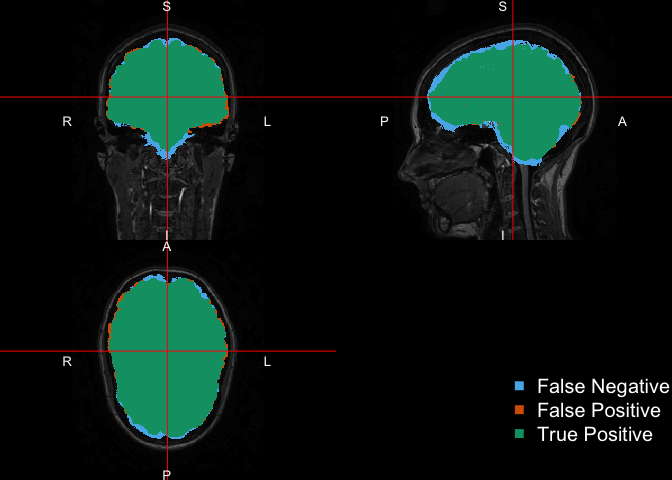 S
S
R
L
P
A
I
I
A
R
L
P
False Negative
False Positive
True Positive